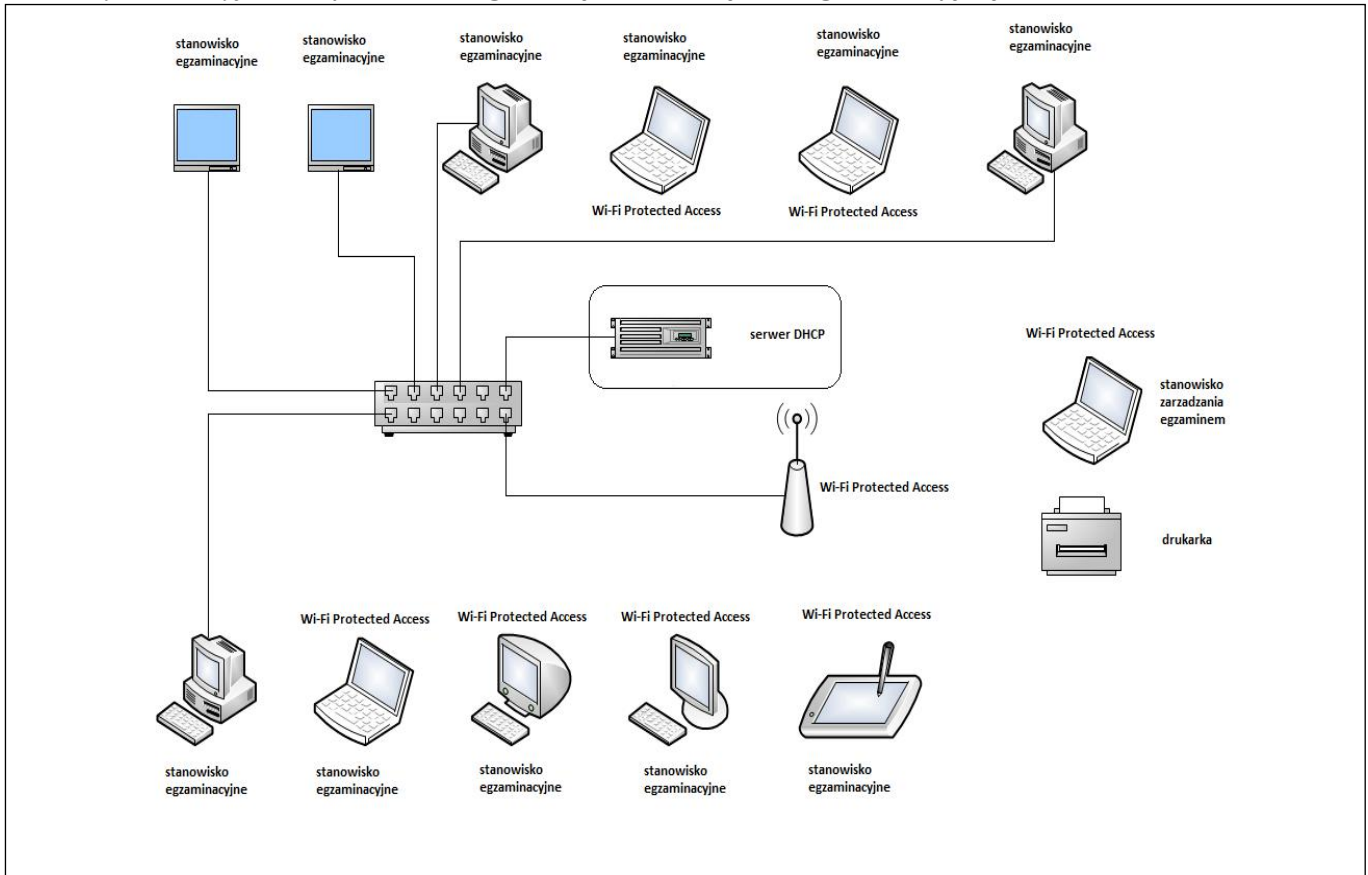 stanowisko
egzaminacyjne
stanowisko
egzaminacyjne
stanowisko
egzaminacyjne
stanowisko
egzaminacyjne
stanowisko
egzaminacyjne
stanowisko
egzaminacyjne
Wi-Fi Protected Access
Wi-Fi Protected Access
serwer DHCP
Wi-Fi Protected Access
stanowisko
zarzadzania
egzaminem
Wi-Fi Protected Access
drukarka
Wi-Fi Protected Access
Wi-Fi Protected Access
Wi-Fi Protected Access
Wi-Fi Protected Access
stanowisko
egzaminacyjne
stanowisko
egzaminacyjne
stanowisko
egzaminacyjne
stanowisko
egzaminacyjne
stanowisko
egzaminacyjne